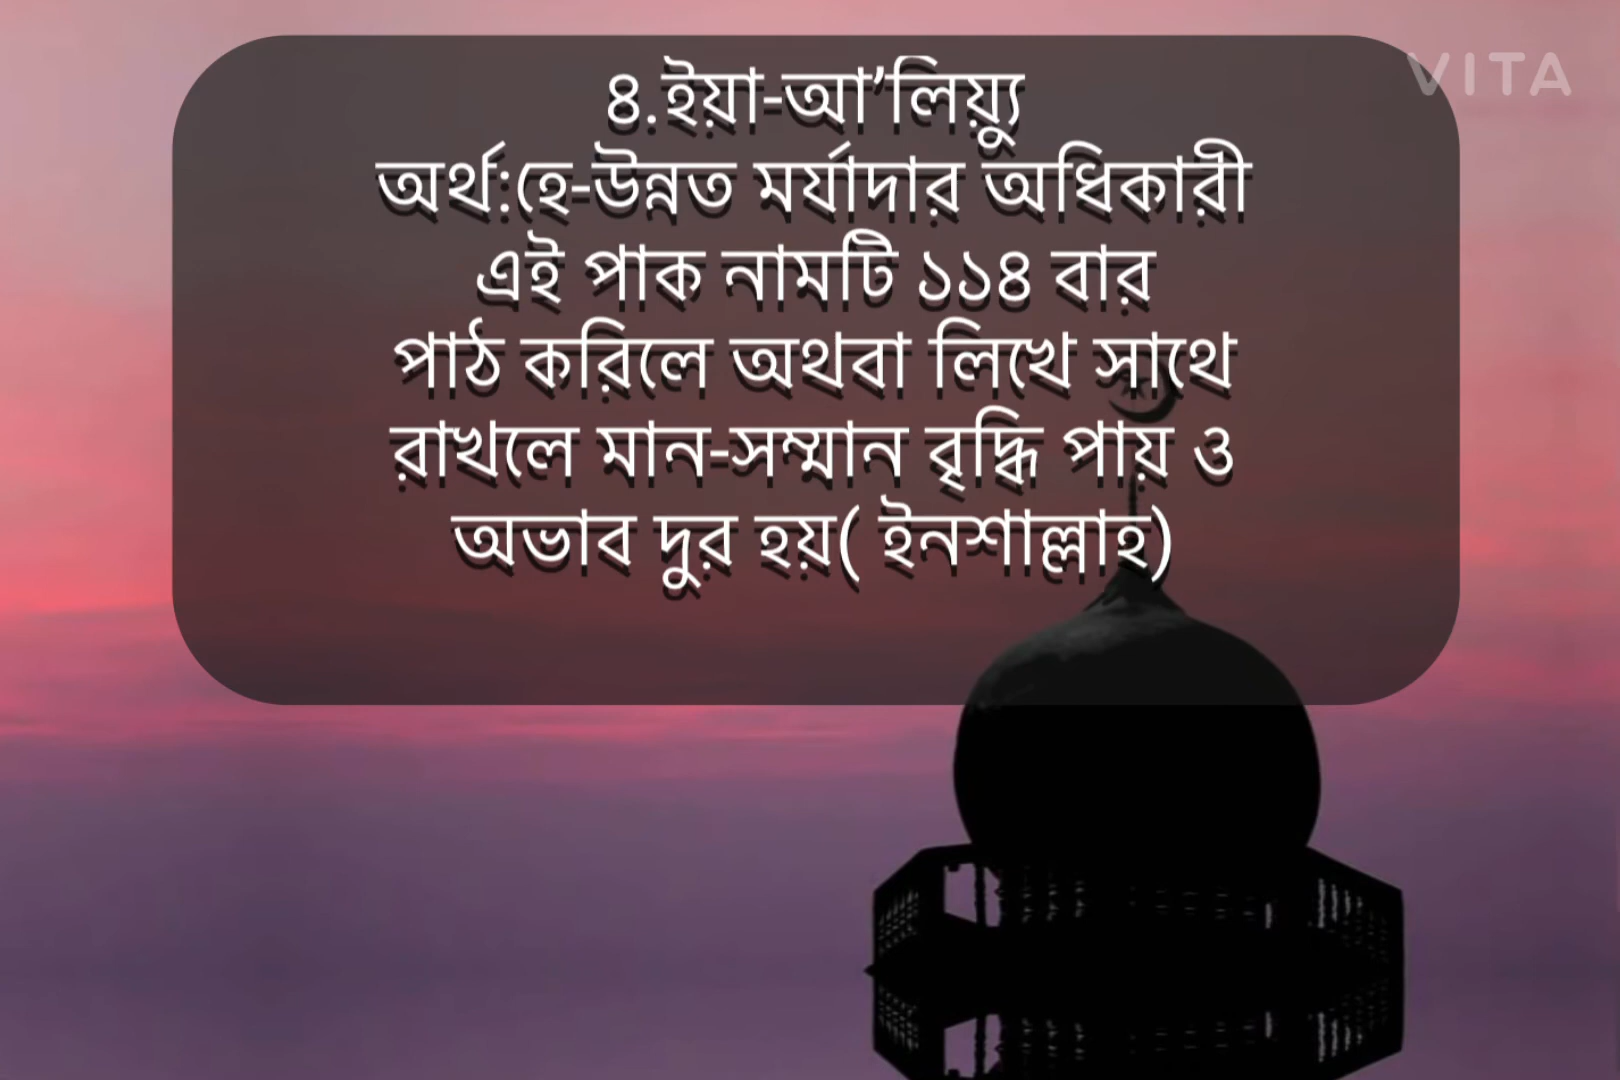 ৪.ইয়া-আ’লিয়্যু
অর্থ:হে-উন্নত মর্যাদার অধিকারী
এই পাক নামটি ১১৪ বার
পাঠ করিলে অথবা লিখে সাথে
রাখলে মান-সম্মান বৃদ্ধি পায় ও
অভাব দুর হয়( ইনশাল্লাহ)
VITA